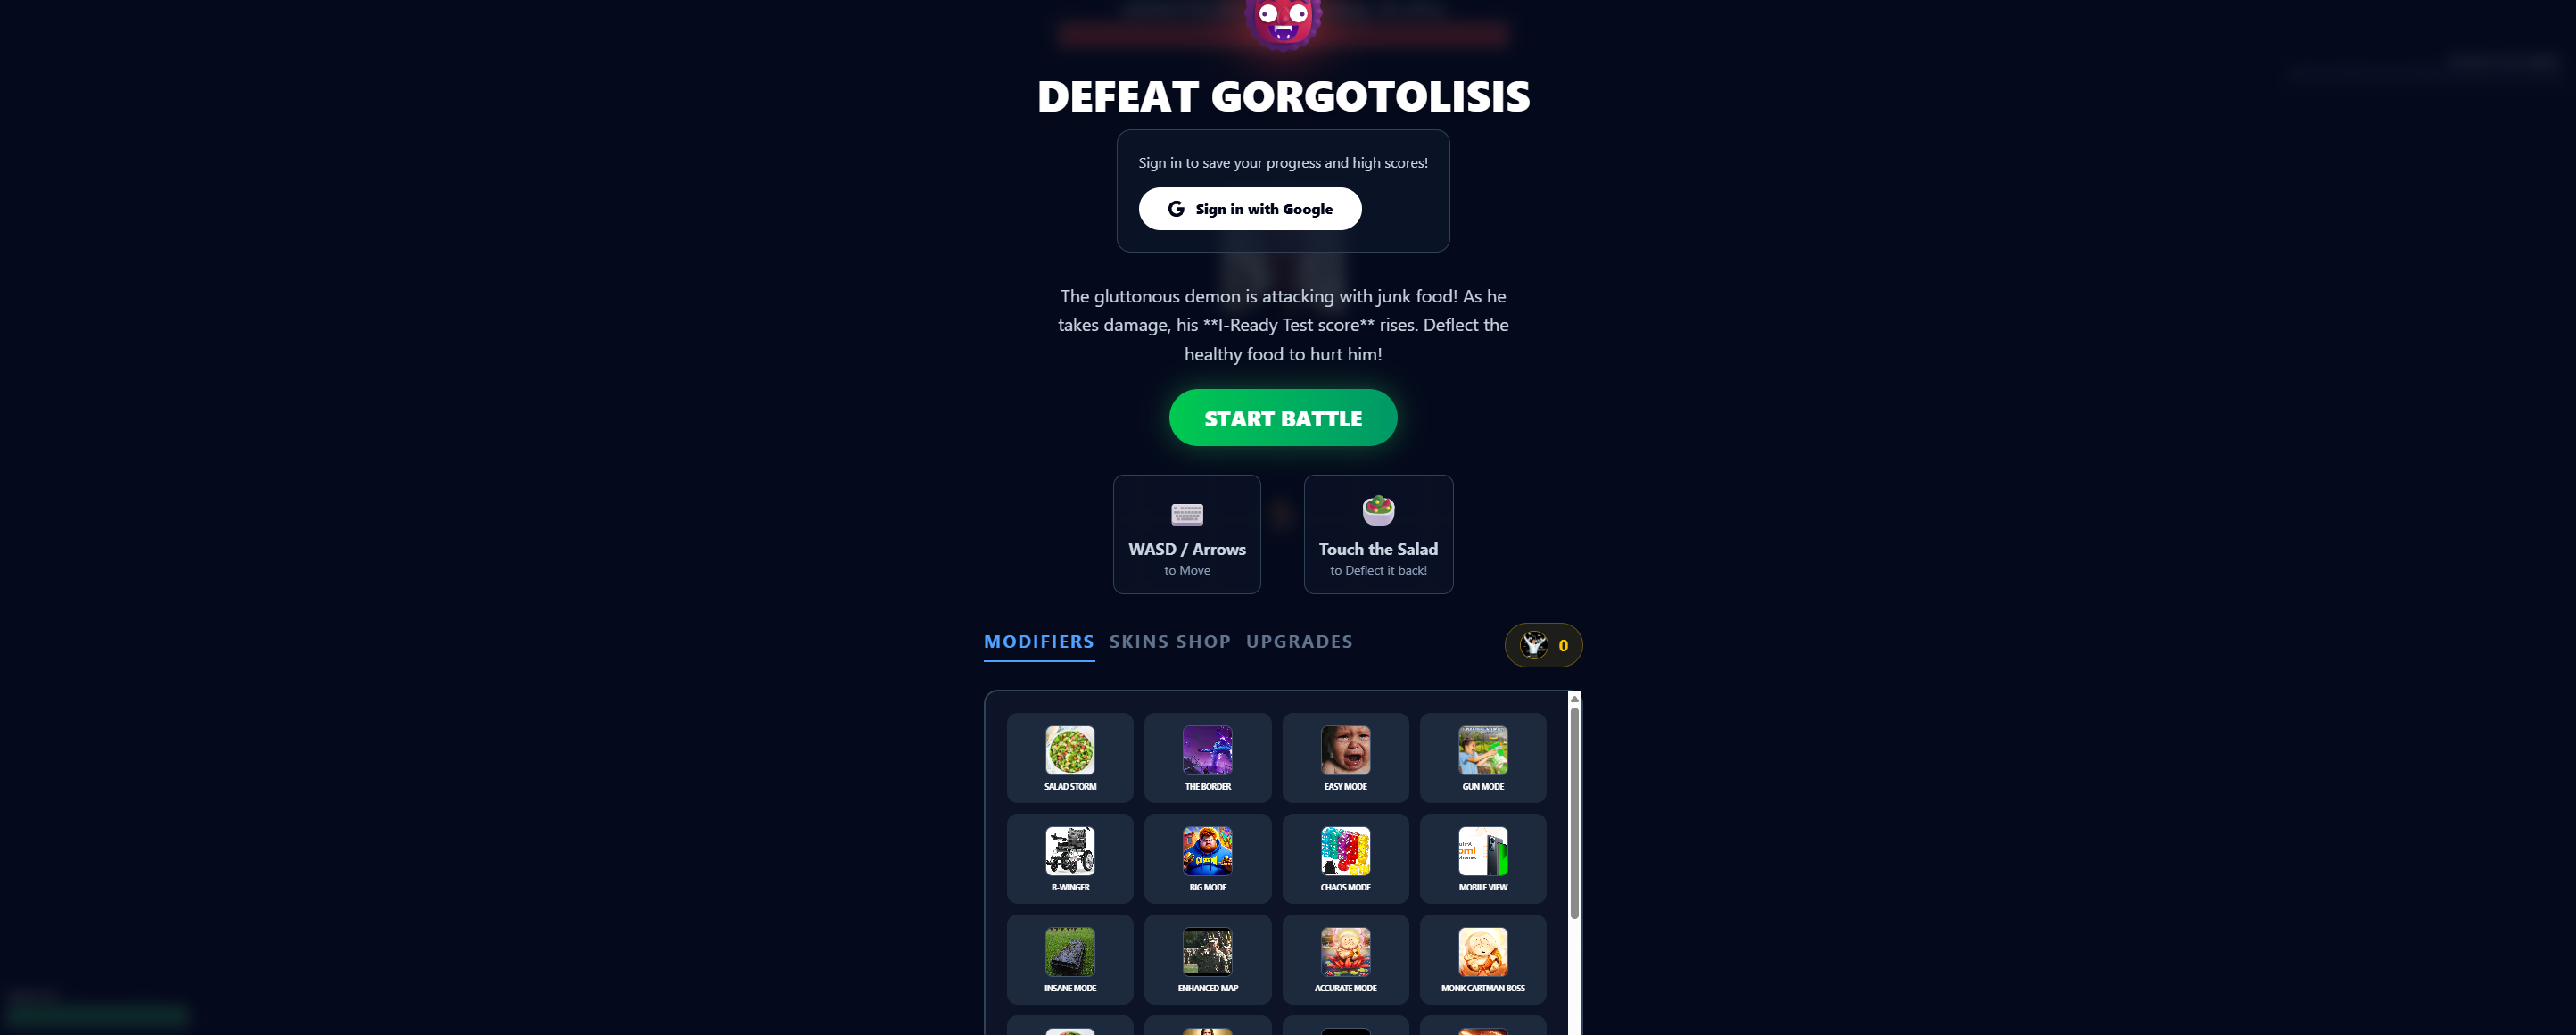 DEFEAT GORGOTOLISIS
Sign in to save your progress and high scores!
G Sign in with Google
The gluttonous demon is attacking with junk food! As he
takes damage, his **I-Ready Test score** rises. Deflect the
healthy food to hurt him!
START BATTLE
WASD / Arrows
to Move
Touch the Salad
to Deflect it back!
MODIFIERS SKINS SHOP UPGRADES
0
SALAD STORM
THE BORDER
EASY MODE
GUN MODE
B-WINGER
BIG MODE
CHAOS MODE
MOBILE VIEW
INSANE MODE
ENHANCED MAP
ACCURATE MODE
MONK CARTMAN BOSS